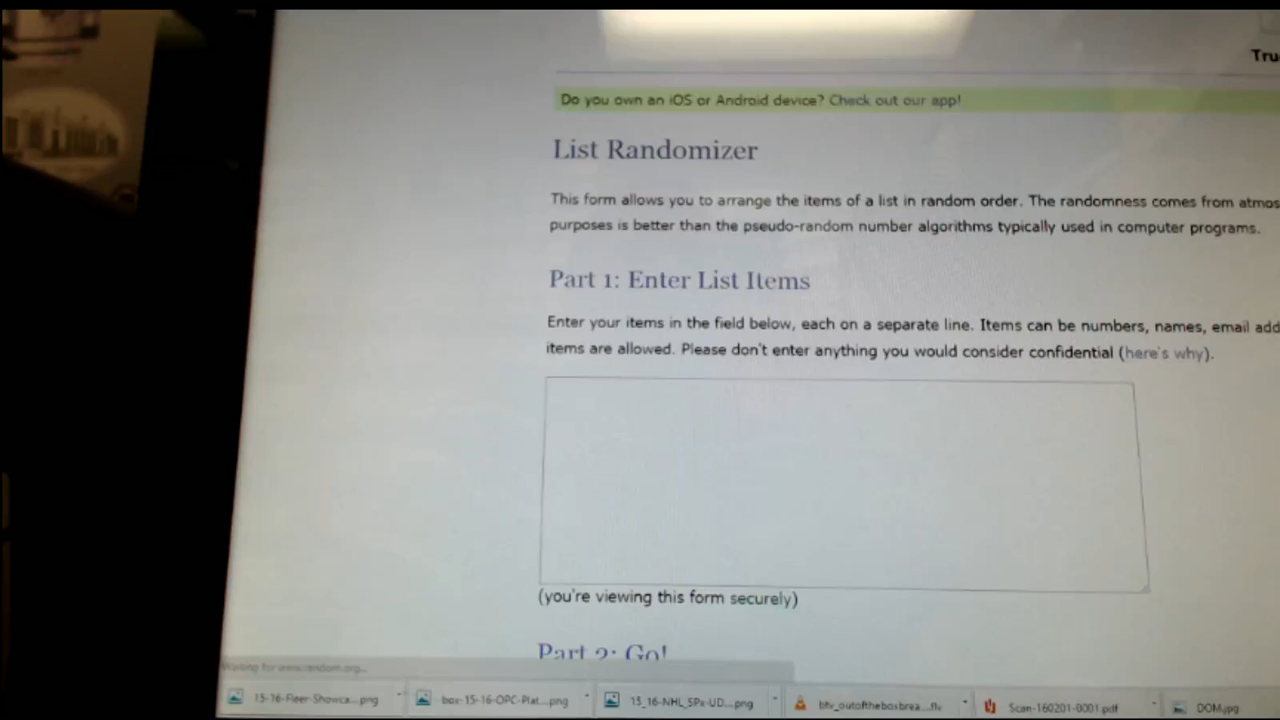 Tru
Do you own an iOS or Android device? Check out our app!
List Randomizer
This form allows you to arrange the items of a list in random order. The randomness comes from atmos
purposes is better than the pseudo-random number algorithms typically used in computer programs.
Part 1: Enter List Items
Enter your items in the field below, each on a separate line. Items can be numbers, names, email add
items are allowed. Please don't enter anything you would consider confidential (here's why).
(you're viewing this form securely)
Part 2: Go!
Waiting for www.random.org...
15-16-Fleer-Showca...png box-15-16-OPC-Plat...png 15_16-NHL_SPx-UD...png btv_outoftheboxbrea...flv Scan-160201-0001.pdf DOM.jpg